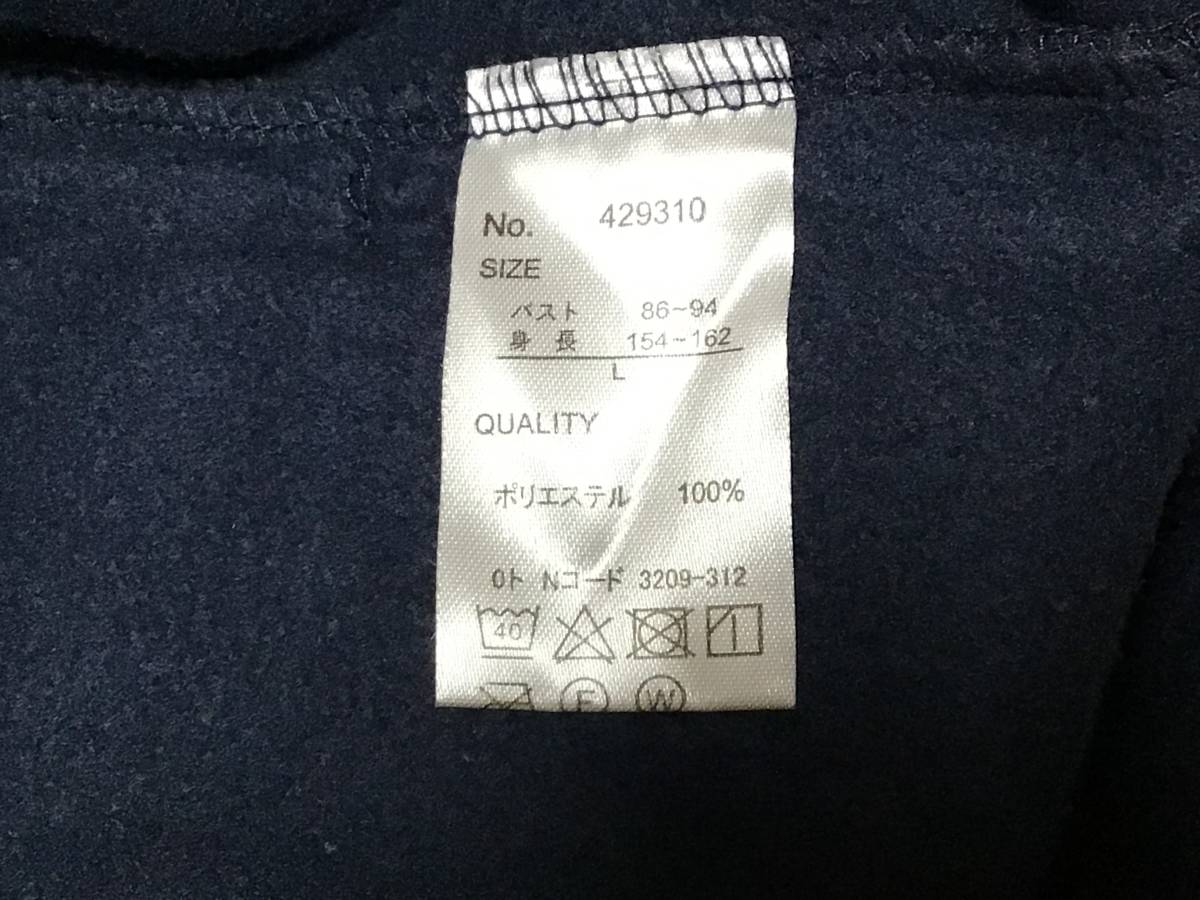 No. 429310
SIZE
バスト 86~94
身長 154~162
L
QUALITY
ポリエステル 100%
0ト Nコード 3209-312
40
F W